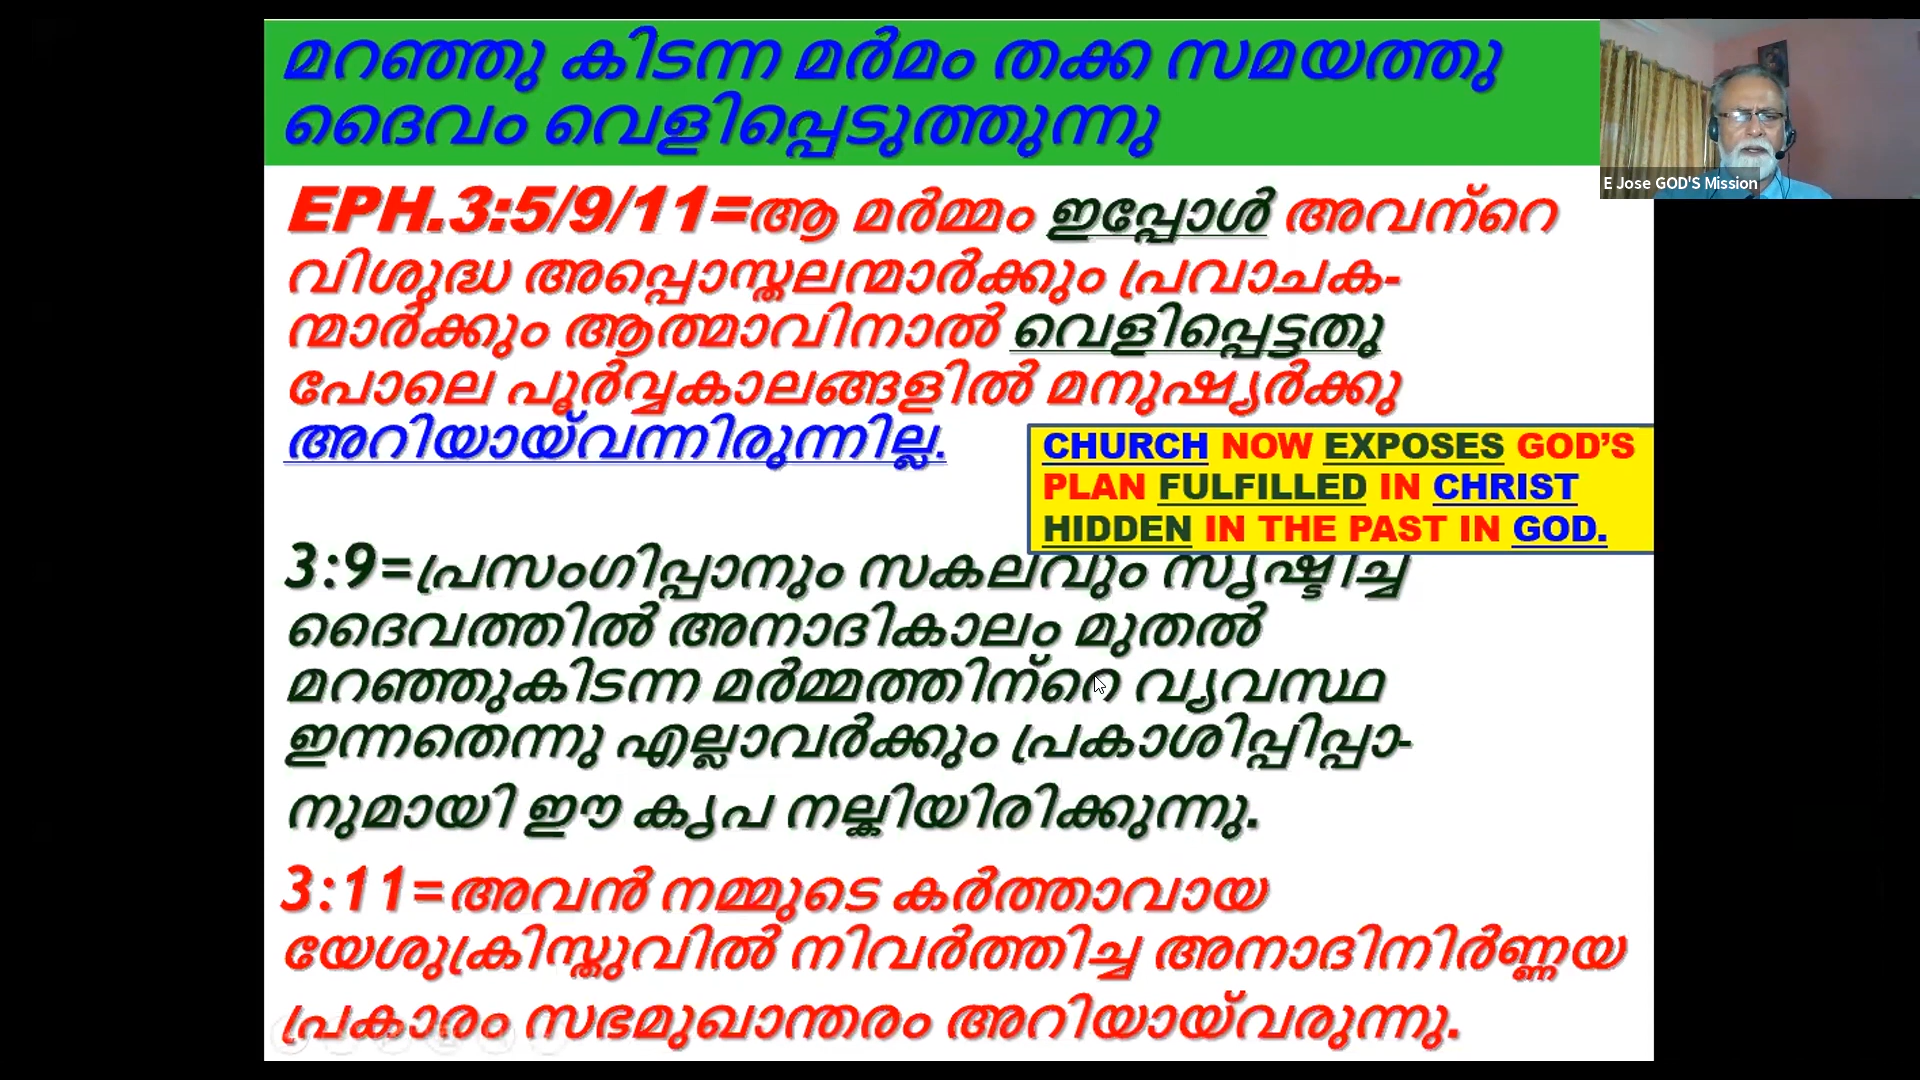 മറഞ്ഞു കിടന്ന മർമം തക്ക സമയത്തു
ദൈവം വെളിപ്പെടുത്തുന്നു
E Jose GOD'S Mission
EPH.3:5/9/11=ആ മർമ്മം ഇപ്പോൾ അവന്റെ
വിശുദ്ധ അപ്പൊസ്തലന്മാർക്കും പ്രവാചക-
ന്മാർക്കും ആത്മാവിനാൽ വെളിപ്പെട്ടതു
പോലെ പൂർവ്വകാലങ്ങളിൽ മനുഷ്യർക്കു
അറിയായ്‌വന്നിരുന്നില്ല.
CHURCH NOW EXPOSES GOD’S
PLAN FULFILLED IN CHRIST
HIDDEN IN THE PAST IN GOD.
3:9=പ്രസംഗിപ്പാനും സകലവും സൃഷ്ടിച്ച
ദൈവത്തിൽ അനാദികാലം മുതൽ
മറഞ്ഞുകിടന്ന മർമ്മത്തിന്റെ വ്യവസ്ഥ
ഇന്നതെന്നു എല്ലാവർക്കും പ്രകാശിപ്പിപ്പാ-
നുമായി ഈ കൃപ നല്കിയിരിക്കുന്നു.
3:11=അവൻ നമ്മുടെ കർത്താവായ
യേശുക്രിസ്തുവിൽ നിവർത്തിച്ച അനാദിനിർണ്ണയ
പ്രകാരം സഭമുഖാന്തരം അറിയായ്‌വരുന്നു.